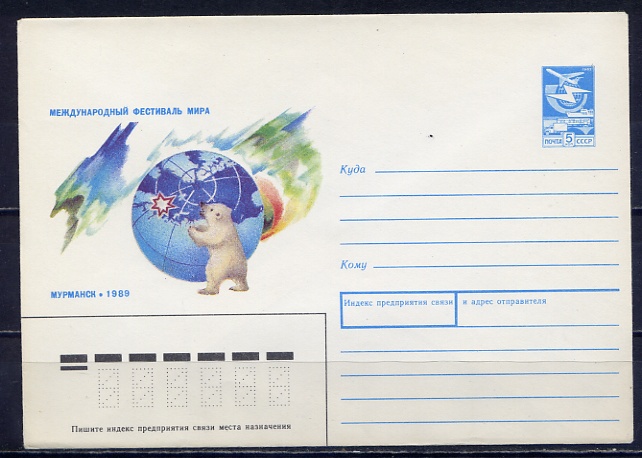 МЕЖДУНАРОДНЫЙ ФЕСТИВАЛЬ МИРА
МУРМАНСК • 1989
ПОЧТА 5 СССР
Куда
Кому
Индекс предприятия связи и адрес отправителя
Пишите индекс предприятия связи места назначения